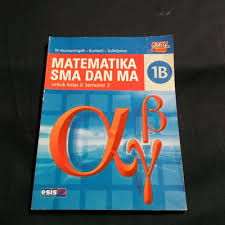 Sri Kurnianingsih - Kuntarti - Sulistiyono
MATEMATIKA
SMA DAN MA
1B
untuk Kelas X Semester 2
α β γ
esis